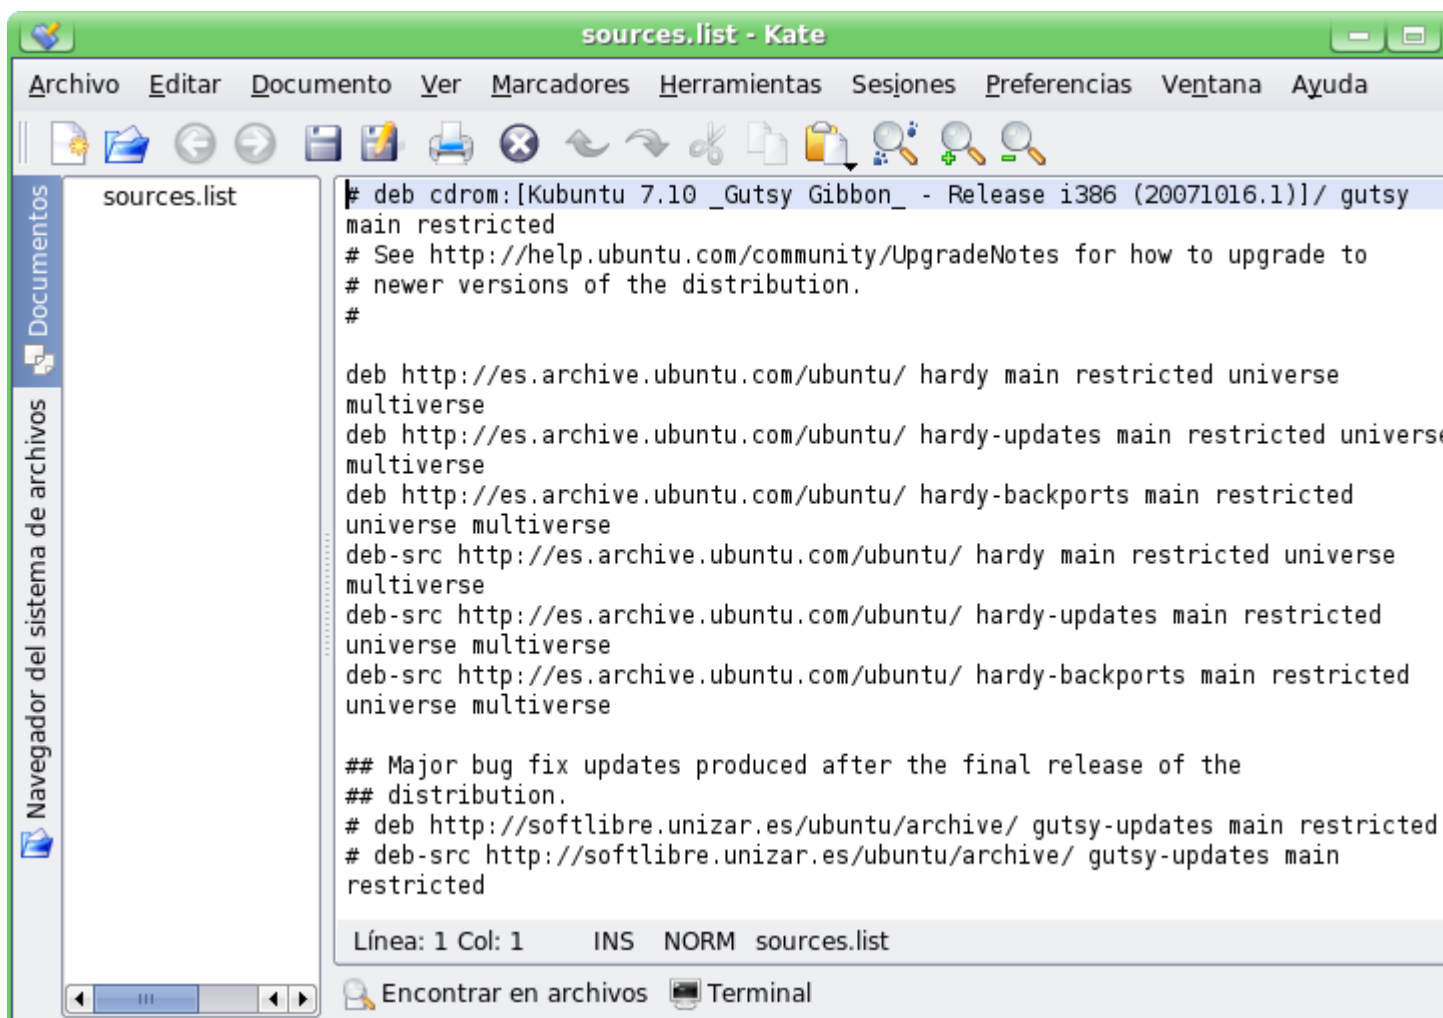 sources.list - Kate
Archivo Editar Documento Ver Marcadores Herramientas Sesiones Preferencias Ventana Ayuda
Documentos
Navegador del sistema de archivos
sources.list
# deb cdrom:[Kubuntu 7.10 _Gutsy Gibbon_ - Release i386 (20071016.1)]/ gutsy
main restricted
# See http://help.ubuntu.com/community/UpgradeNotes for how to upgrade to
# newer versions of the distribution.
#
deb http://es.archive.ubuntu.com/ubuntu/ hardy main restricted universe
multiverse
deb http://es.archive.ubuntu.com/ubuntu/ hardy-updates main restricted universe
multiverse
deb http://es.archive.ubuntu.com/ubuntu/ hardy-backports main restricted
universe multiverse
deb-src http://es.archive.ubuntu.com/ubuntu/ hardy main restricted universe
multiverse
deb-src http://es.archive.ubuntu.com/ubuntu/ hardy-updates main restricted
universe multiverse
deb-src http://es.archive.ubuntu.com/ubuntu/ hardy-backports main restricted
universe multiverse
## Major bug fix updates produced after the final release of the
## distribution.
# deb http://softlibre.unizar.es/ubuntu/archive/ gutsy-updates main restricted
# deb-src http://softlibre.unizar.es/ubuntu/archive/ gutsy-updates main
restricted
Línea: 1 Col: 1 INS NORM sources.list
Encontrar en archivos Terminal